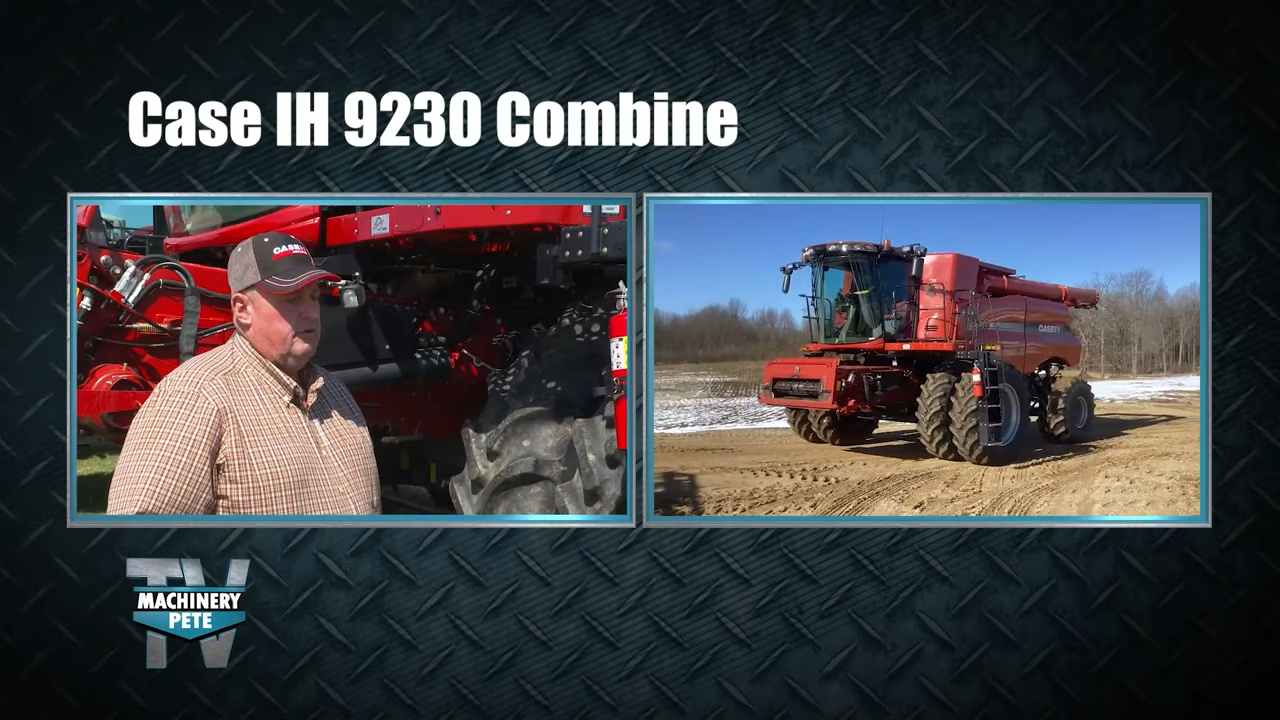 Case IH 9230 Combine
CASE IH
CASE IH
TV
MACHINERY
PETE